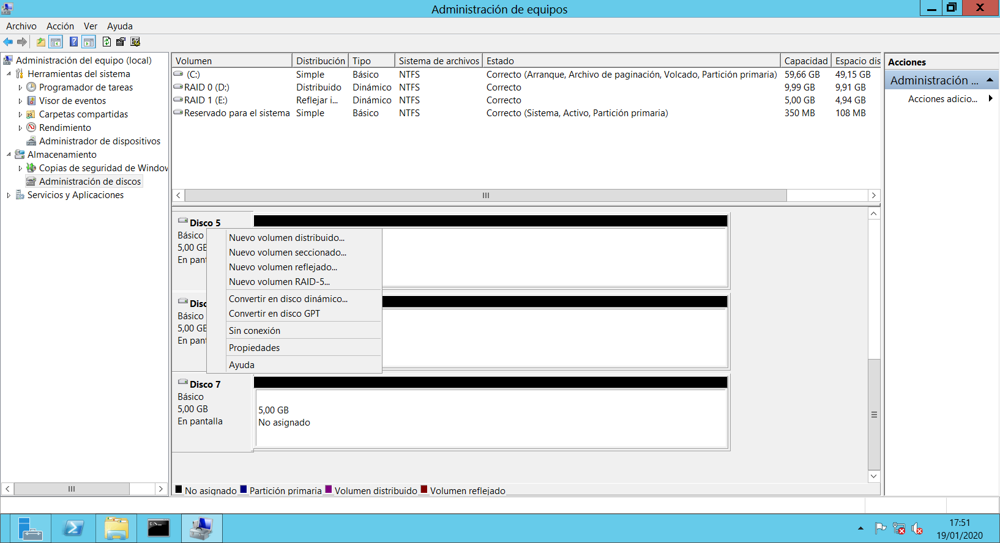 Administración de equipos
Archivo Acción Ver Ayuda
Administración del equipo (local)
Herramientas del sistema
Programador de tareas
Visor de eventos
Carpetas compartidas
Rendimiento
Administrador de dispositivos
Almacenamiento
Copias de seguridad de Window
Administración de discos
Servicios y Aplicaciones
Volumen Distribución Tipo Sistema de archivos Estado Capacidad Espacio dis
(C:) Simple Básico NTFS Correcto (Arranque, Archivo de paginación, Volcado, Partición primaria) 59,66 GB 49,15 GB
RAID 0 (D:) Distribuido Dinámico NTFS Correcto 9,99 GB 9,91 GB
RAID 1 (E:) Reflejar i... Dinámico NTFS Correcto 5,00 GB 4,94 GB
Reservado para el sistema Simple Básico NTFS Correcto (Sistema, Activo, Partición primaria) 350 MB 108 MB
Disco 5
Básico
5,00 GB
En pant
Nuevo volumen distribuido...
Nuevo volumen seccionado...
Nuevo volumen reflejado...
Nuevo volumen RAID-5...
Convertir en disco dinámico...
Convertir en disco GPT
Sin conexión
Propiedades
Ayuda
Disc
Básico
5,00 GB
En pant
Disco 7
Básico
5,00 GB
En pantalla
5,00 GB
No asignado
No asignado Partición primaria Volumen distribuido Volumen reflejado
Acciones
Administración ...
Acciones adicio...
17:51
19/01/2020